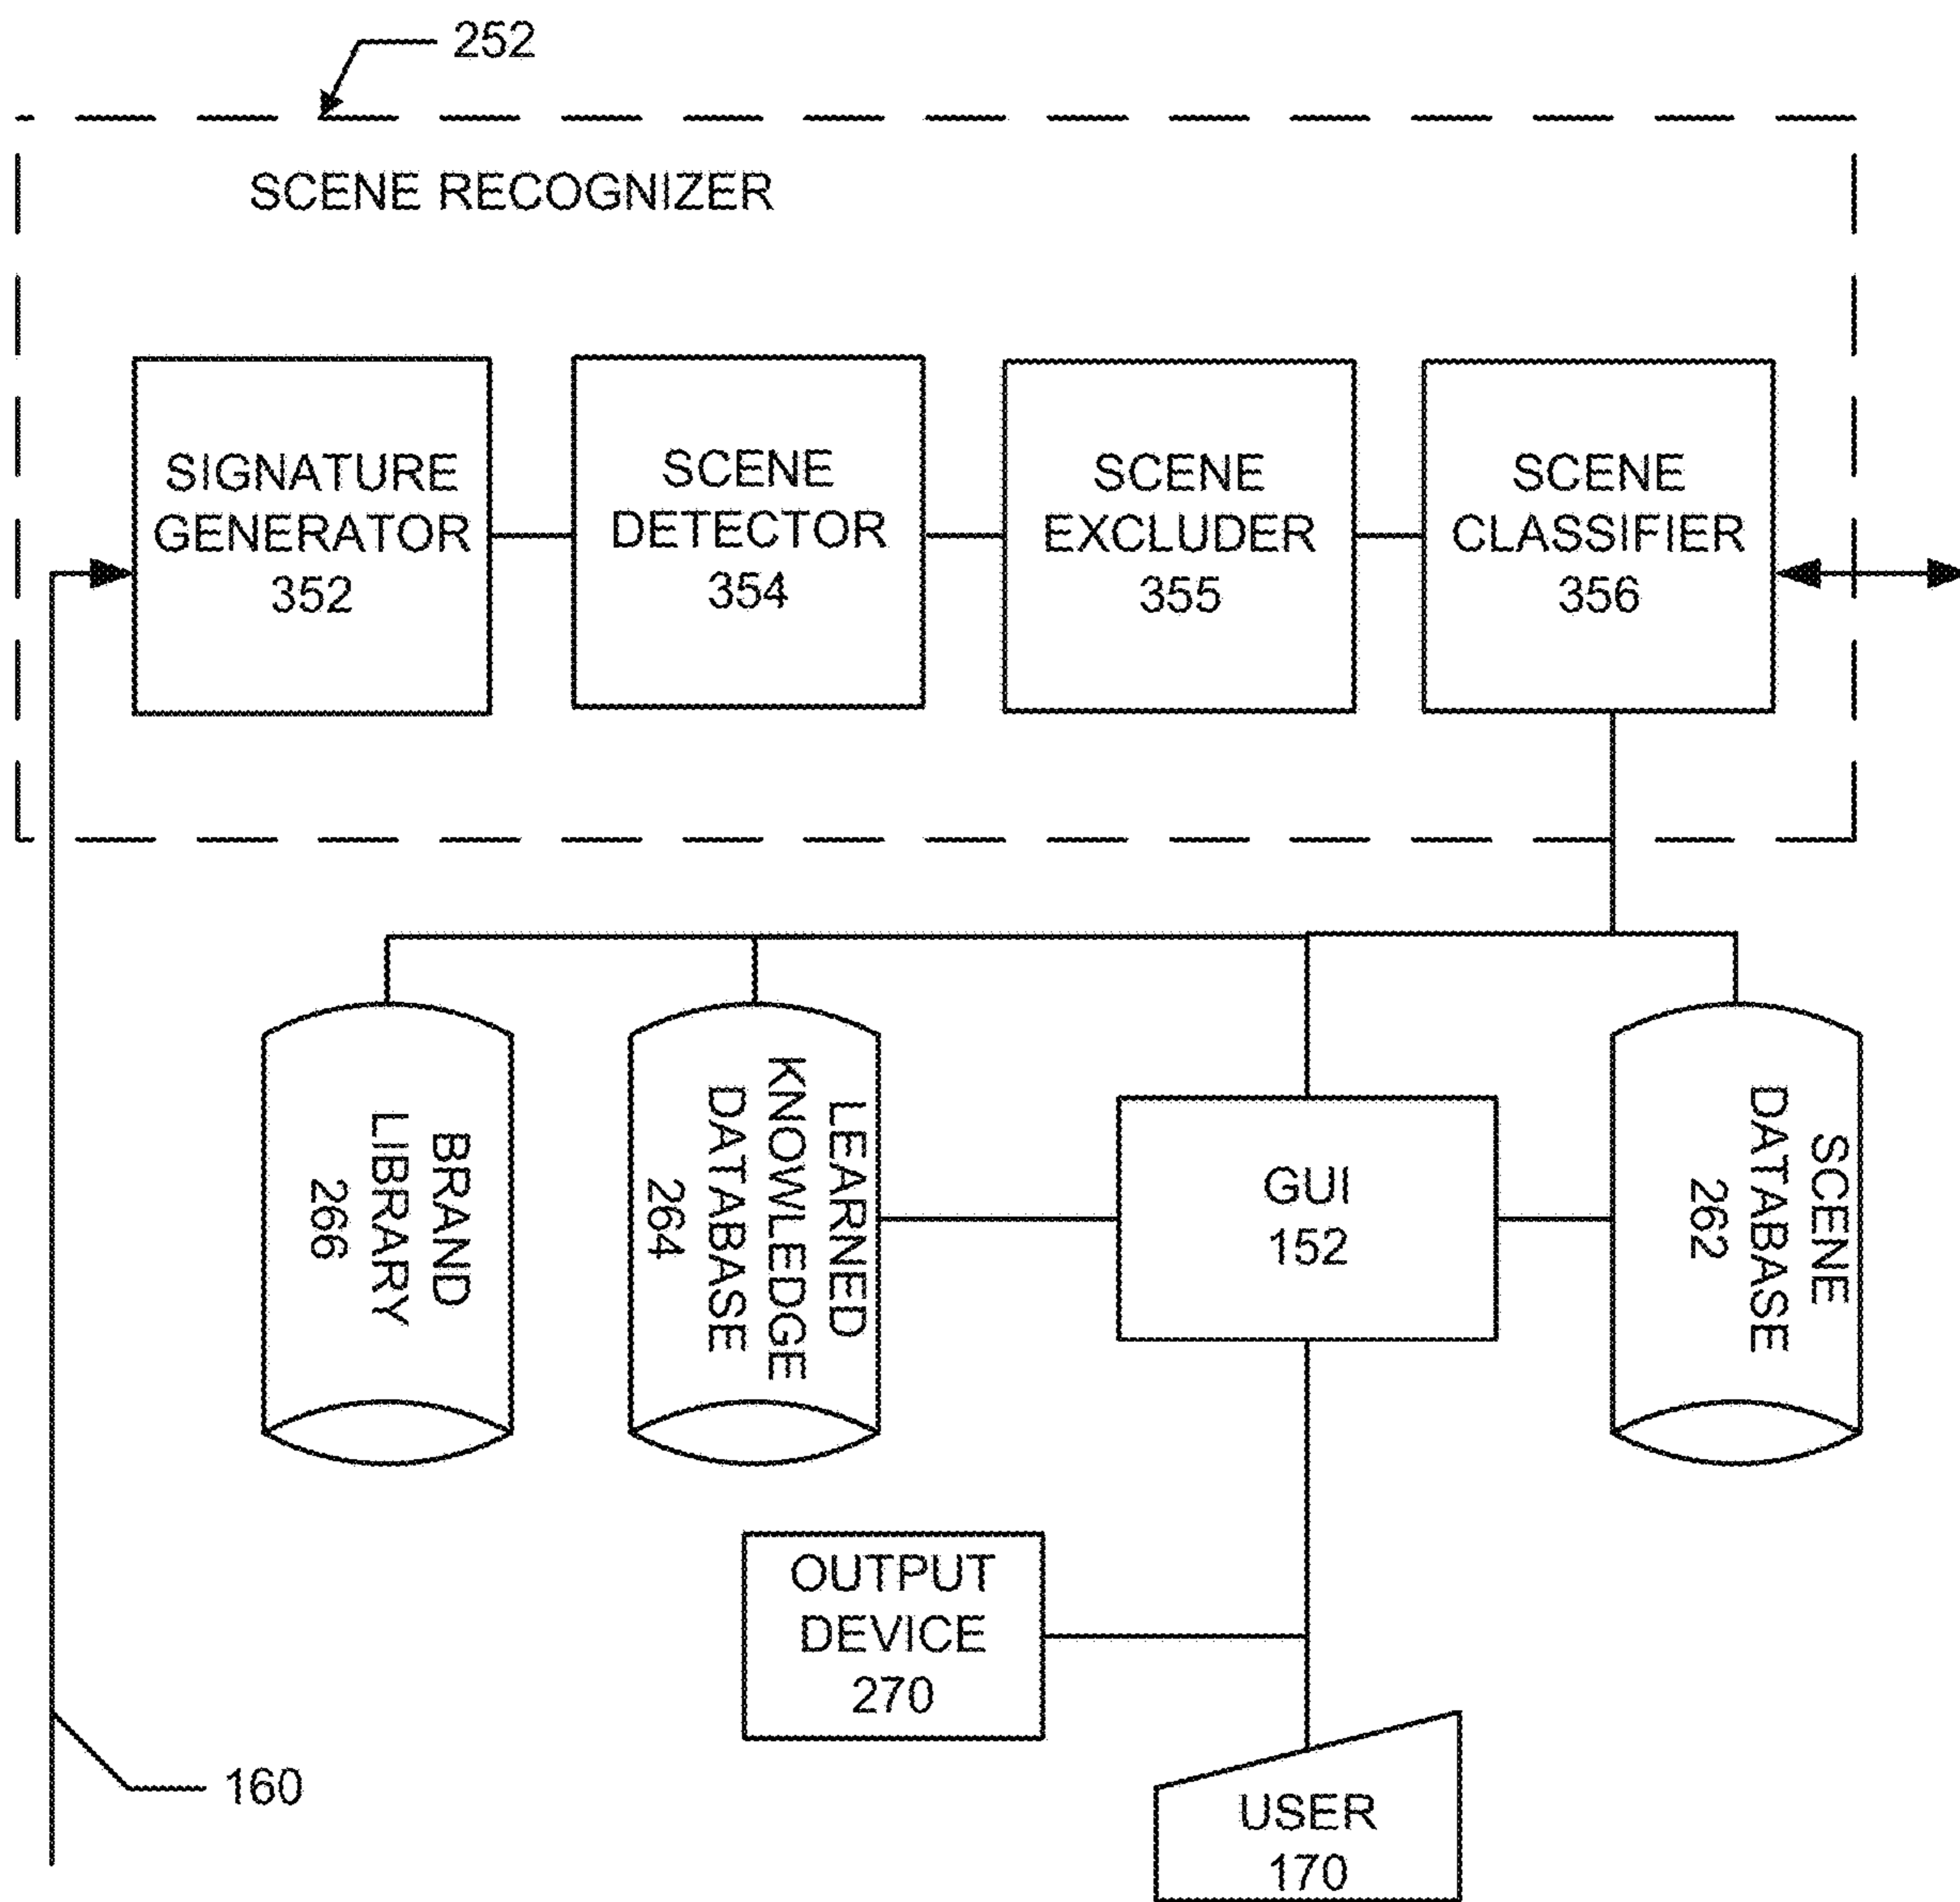 252
SCENE RECOGNIZER
SIGNATURE
GENERATOR
352
SCENE
DETECTOR
354
SCENE
EXCLUDER
355
SCENE
CLASSIFIER
356
BRAND
LIBRARY
266
LEARNED
KNOWLEDGE
DATABASE
264
GUI
152
SCENE
DATABASE
262
OUTPUT
DEVICE
270
160
USER
170